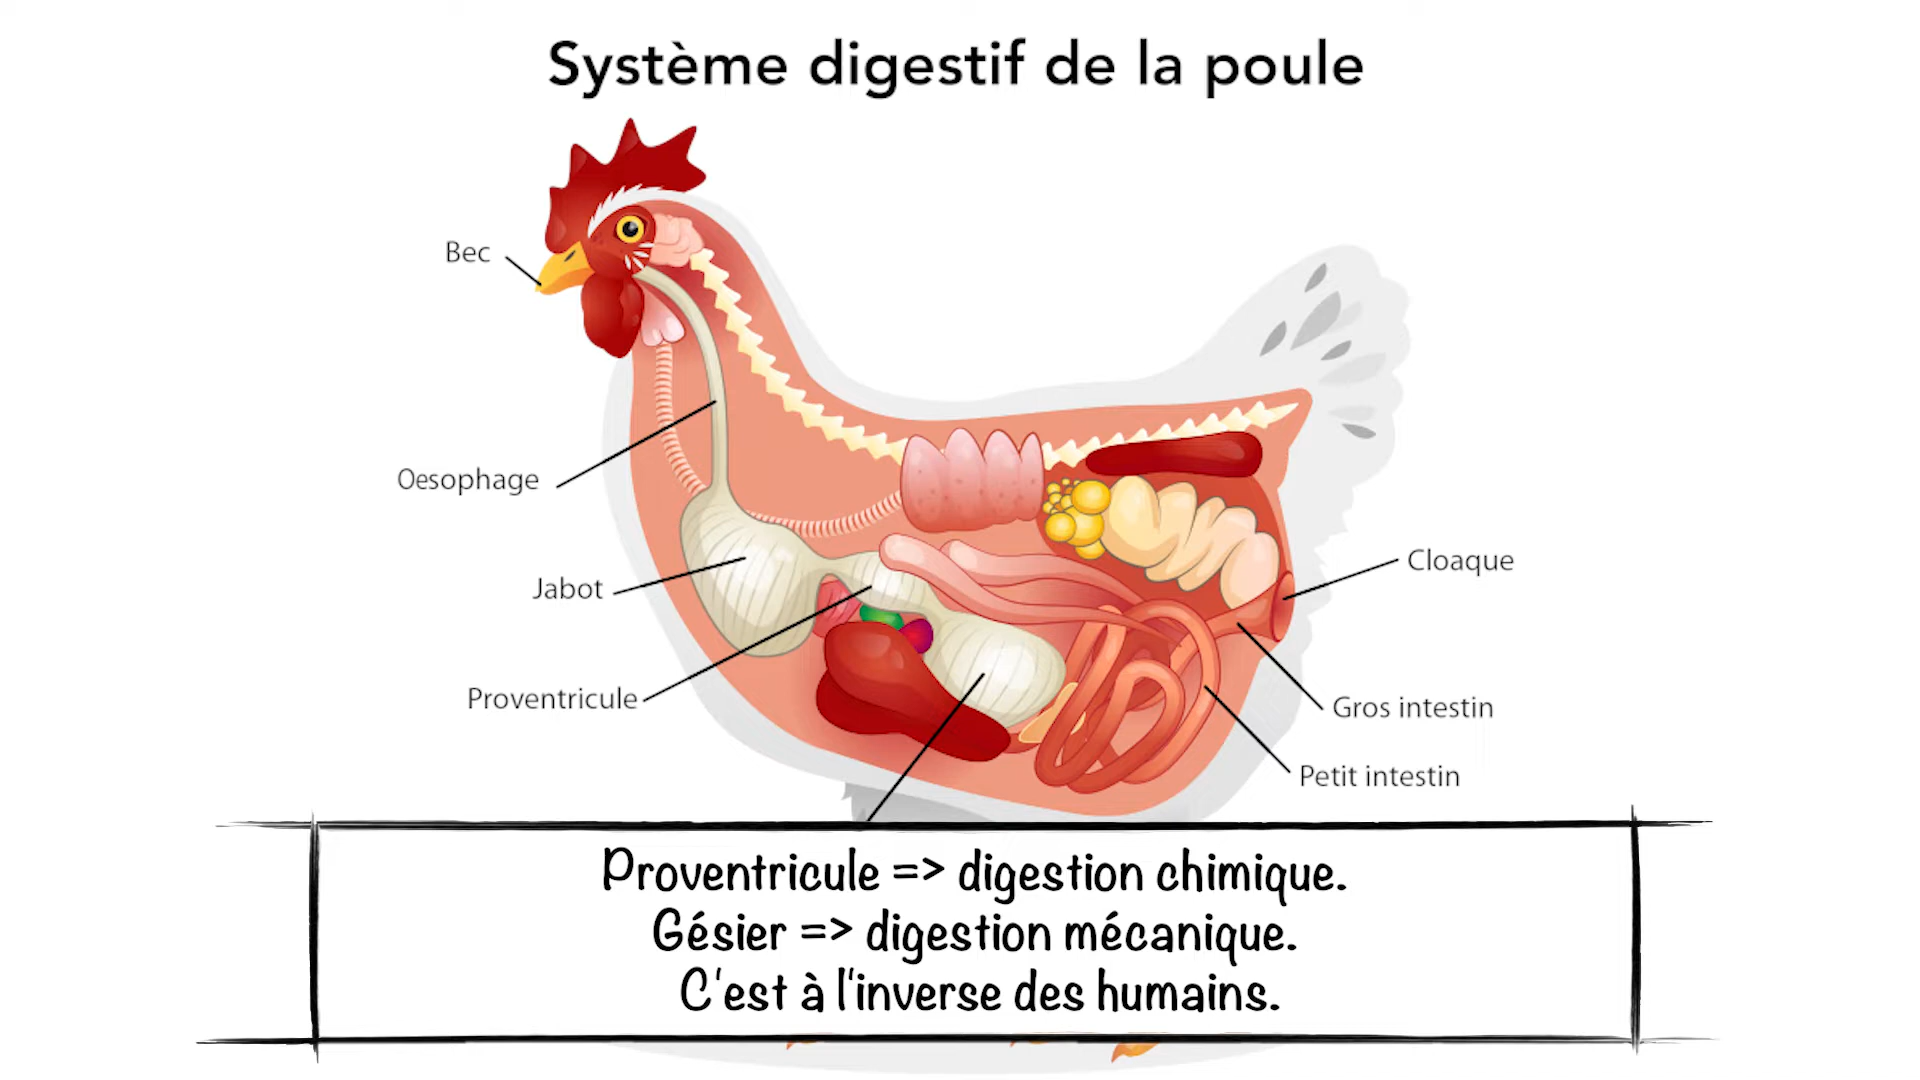 Système digestif de la poule
Bec
Oesophage
Jabot
Proventricule
Cloaque
Gros intestin
Petit intestin
Proventricule => digestion chimique.
Gésier => digestion mécanique.
C'est à l'inverse des humains.